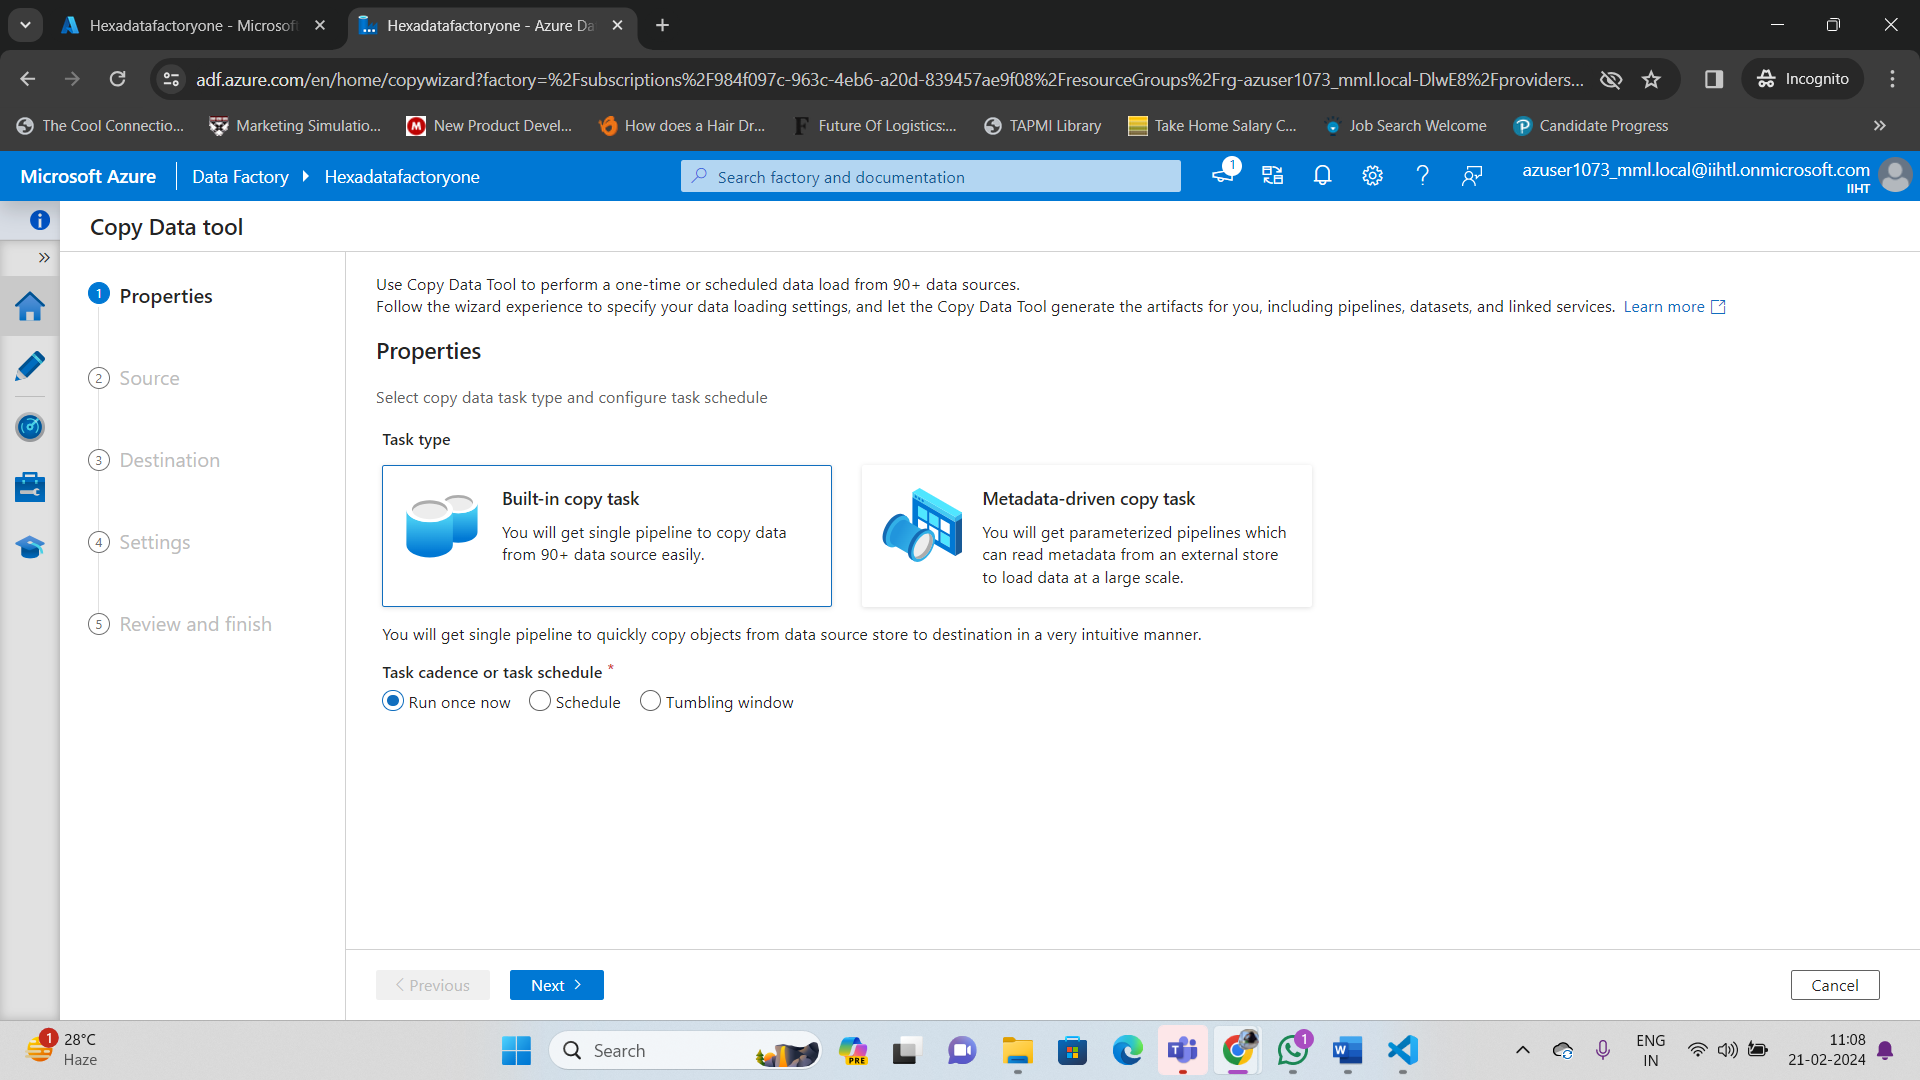 Hexadatafactoryone - Microsoft
Hexadatafactoryone - Azure Da
adf.azure.com/en/home/copywizard?factory=%2Fsubscriptions%2F984f097c-963c-4eb6-a20d-839457ae9f08%2FresourceGroups%2Frg-azuser1073_mml.local-DlwE8%2Fproviders...
Incognito
The Cool Connectio...
Marketing Simulatio...
New Product Devel...
How does a Hair Dr...
Future Of Logistics:...
TAPMI Library
Take Home Salary C...
Job Search Welcome
Candidate Progress
Microsoft Azure
Data Factory
Hexadatafactoryone
Search factory and documentation
1
azuser1073_mml.local@iihtl.onmicrosoft.com
IIHT
Copy Data tool
1 Properties
2 Source
3 Destination
4 Settings
5 Review and finish
Use Copy Data Tool to perform a one-time or scheduled data load from 90+ data sources.
Follow the wizard experience to specify your data loading settings, and let the Copy Data Tool generate the artifacts for you, including pipelines, datasets, and linked services. Learn more
Properties
Select copy data task type and configure task schedule
Task type
Built-in copy task
You will get single pipeline to copy data
from 90+ data source easily.
Metadata-driven copy task
You will get parameterized pipelines which
can read metadata from an external store
to load data at a large scale.
You will get single pipeline to quickly copy objects from data source store to destination in a very intuitive manner.
Task cadence or task schedule *
Run once now
Schedule
Tumbling window
< Previous
Next >
Cancel
1
28°C
Haze
Search
PRE
1
ENG
IN
11:08
21-02-2024